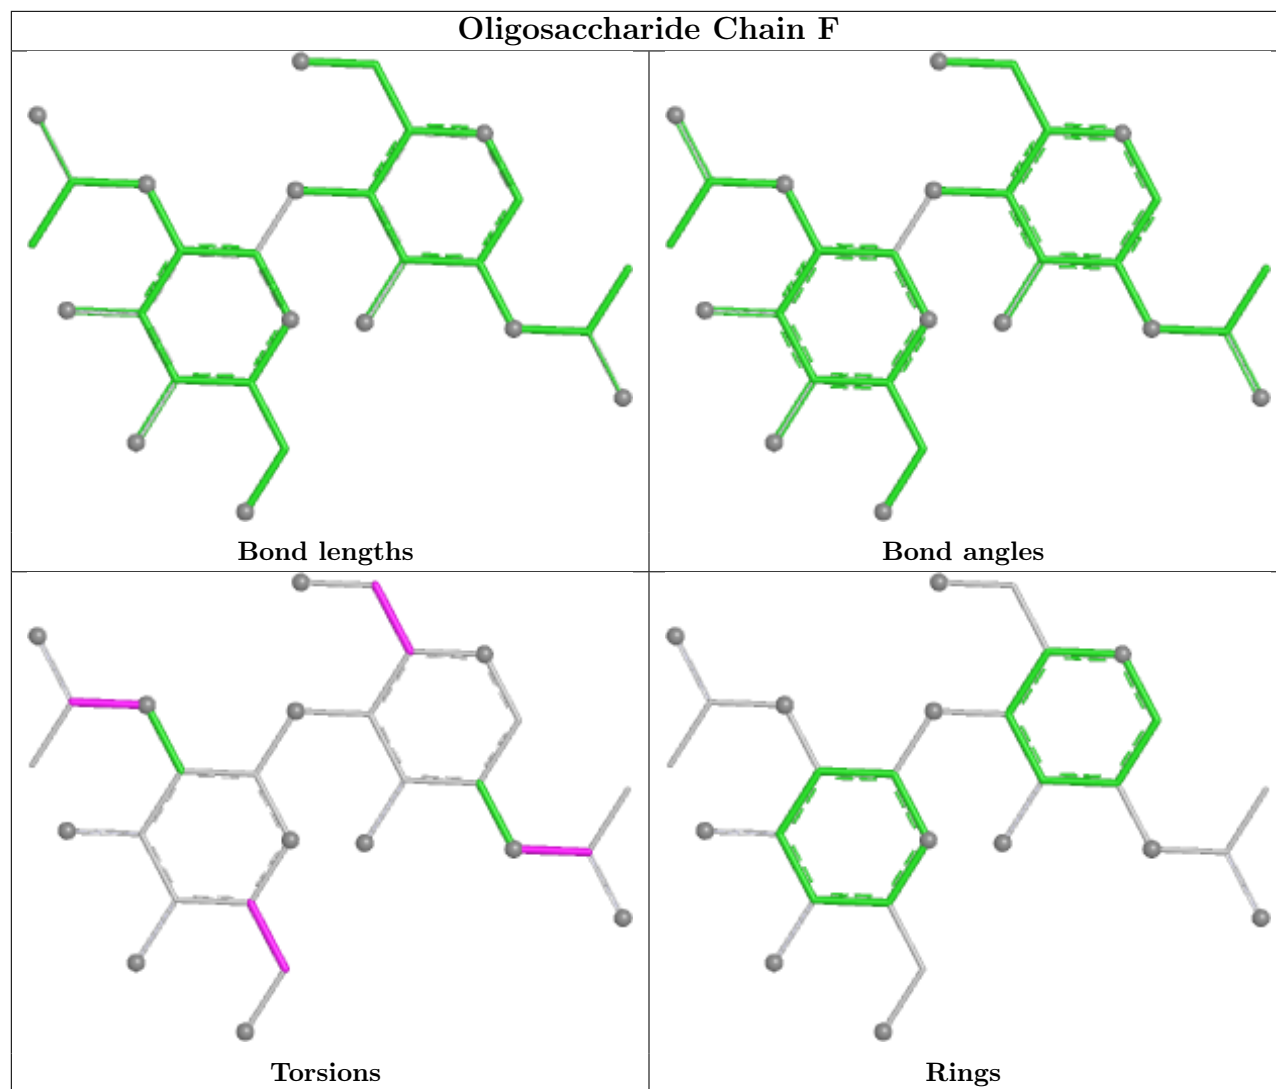 Oligosaccharide Chain F
Bond lengths
Bond angles
Torsions
Rings